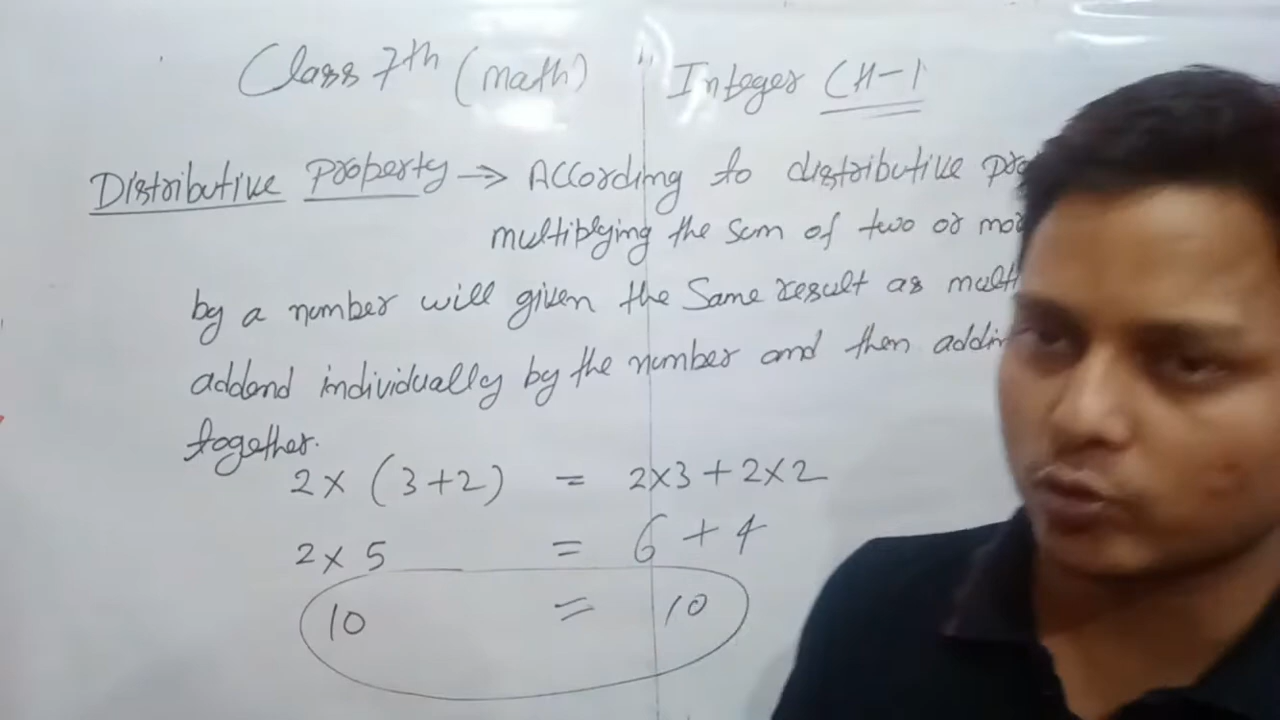 Class 7th (math) " Integer CH-1
Distributive Property → According to distributive
multiplying the sum of two or
by a number will given the Same result as
addend individually by the number and then
together.
2 × (3+2) = 2×3+2×2
2 × 5 = 6 + 4
10 = 10